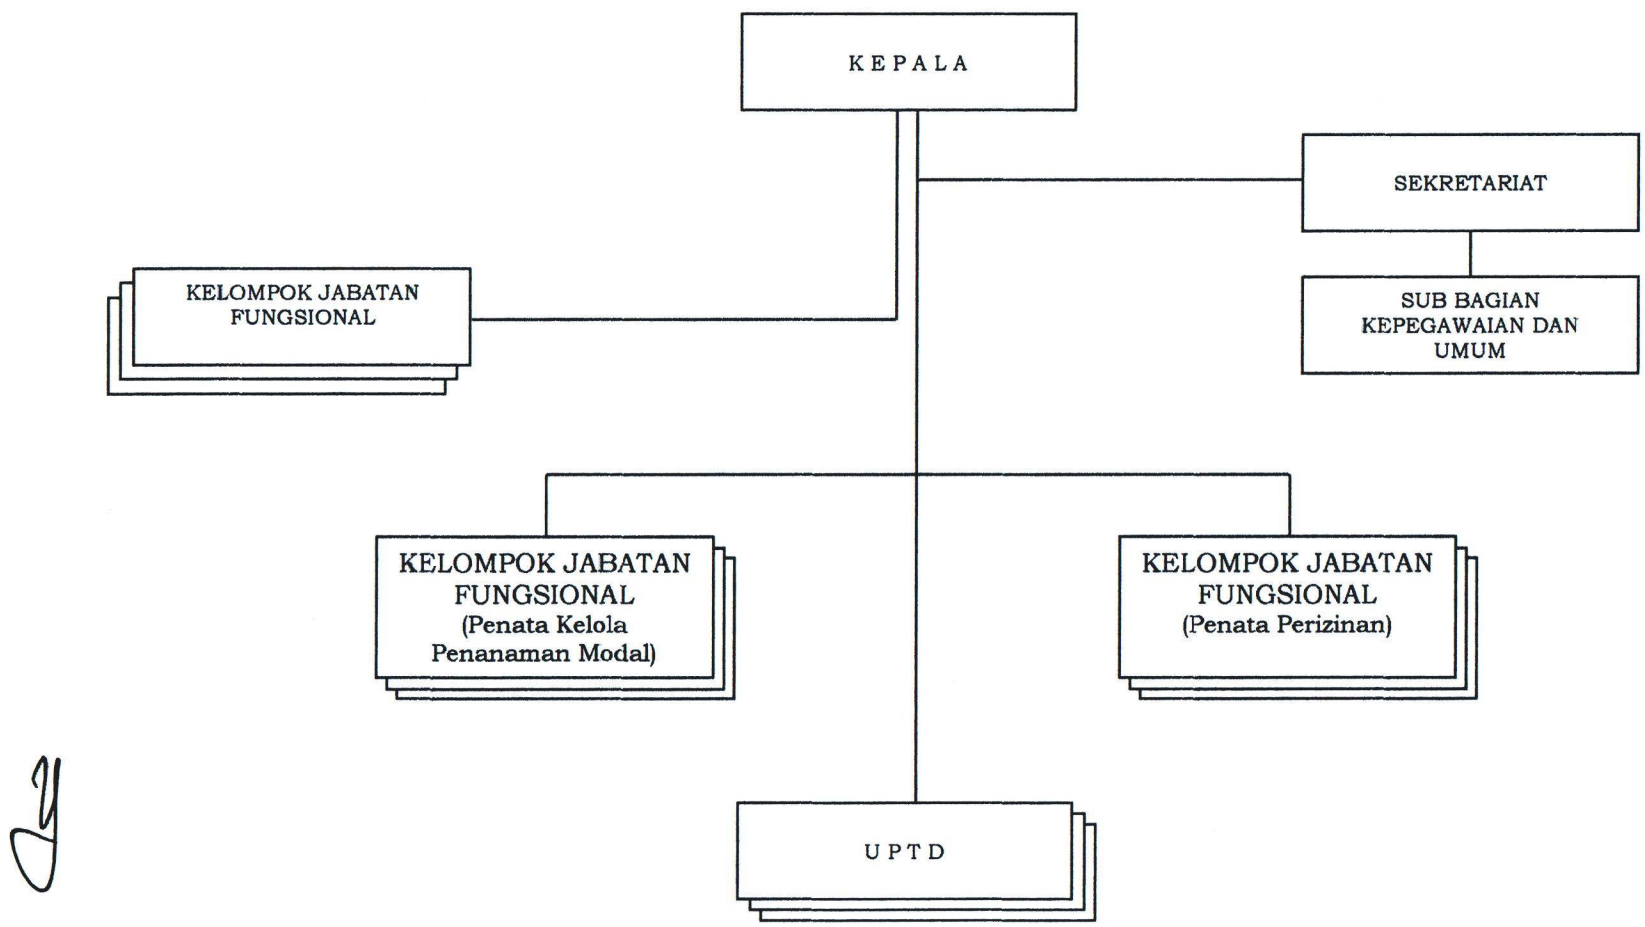 K E P A L A
SEKRETARIAT
KELOMPOK JABATAN
FUNGSIONAL
SUB BAGIAN
KEPEGAWAIAN DAN
UMUM
KELOMPOK JABATAN
FUNGSIONAL
(Penata Kelola
Penanaman Modal)
KELOMPOK JABATAN
FUNGSIONAL
(Penata Perizinan)
U P T D